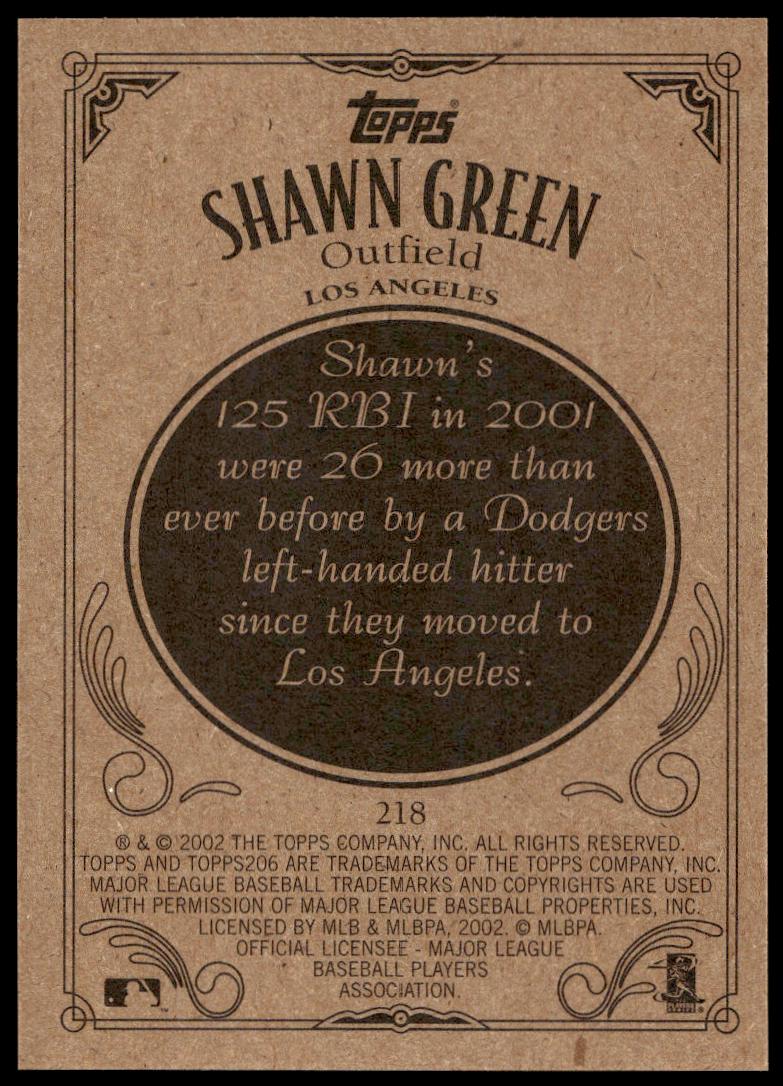 TOPPS®
SHAWN GREEN
Outfield
LOS ANGELES
Shawn's
125 RBI in 2001
were 26 more than
ever before by a Dodgers
left-handed hitter
since they moved to
Los Angeles.
218
® & © 2002 THE TOPPS COMPANY, INC. ALL RIGHTS RESERVED.
TOPPS AND TOPPS206 ARE TRADEMARKS OF THE TOPPS COMPANY, INC.
MAJOR LEAGUE BASEBALL TRADEMARKS AND COPYRIGHTS ARE USED
WITH PERMISSION OF MAJOR LEAGUE BASEBALL PROPERTIES, INC.
LICENSED BY MLB & MLBPA, 2002. © MLBPA.
OFFICIAL LICENSEE - MAJOR LEAGUE
BASEBALL PLAYERS
ASSOCIATION.